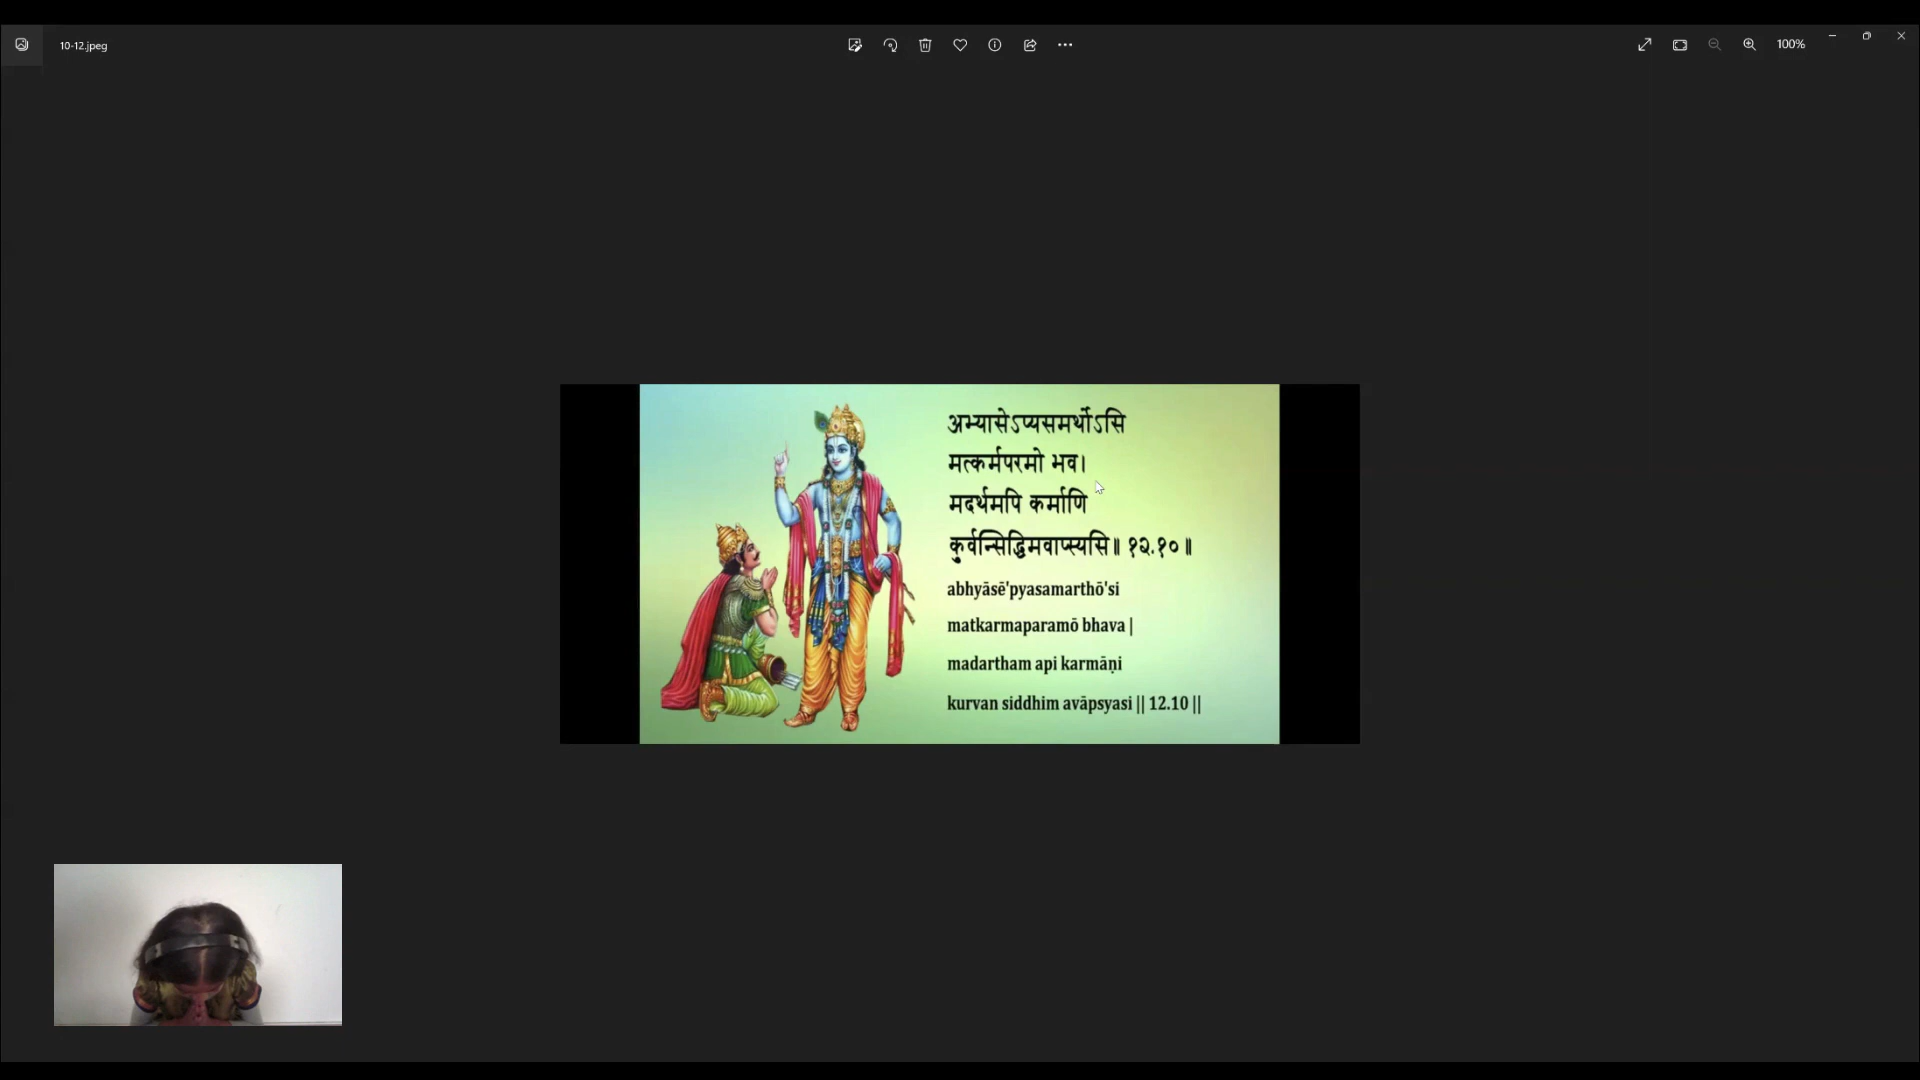 10-12.jpeg
100%
अभ्यासेऽप्यसमर्थोऽसि
मत्कर्मपरमो भव।
मदर्थमपि कर्माणि
कुर्वन्सिद्धिमवाप्स्यसि॥ १२.१०॥
abhyāsē'pyasamarthō'si
matkarmaparamō bhava |
madartham api karmāṇi
kurvan siddhim avāpsyasi || 12.10 ||